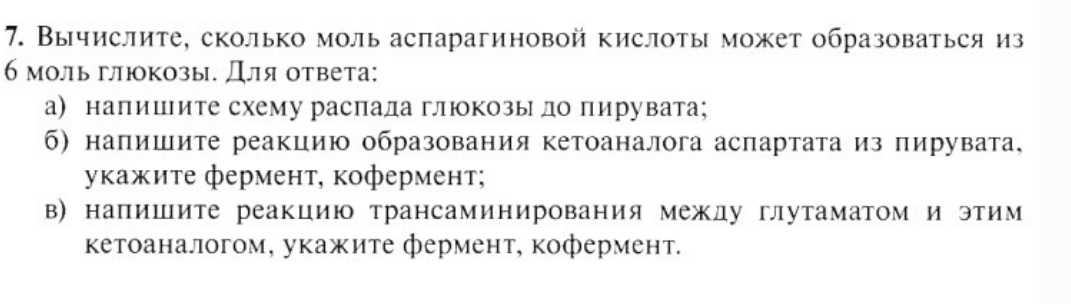 7. Вычислите, сколько моль аспарагиновой кислоты может образоваться из
6 моль глюкозы. Для ответа:
а) напишите схему распада глюкозы до пирувата;
б) напишите реакцию образования кетоаналога аспартата из пирувата,
укажите фермент, кофермент;
в) напишите реакцию трансаминирования между глутаматом и этим
кетоаналогом, укажите фермент, кофермент.